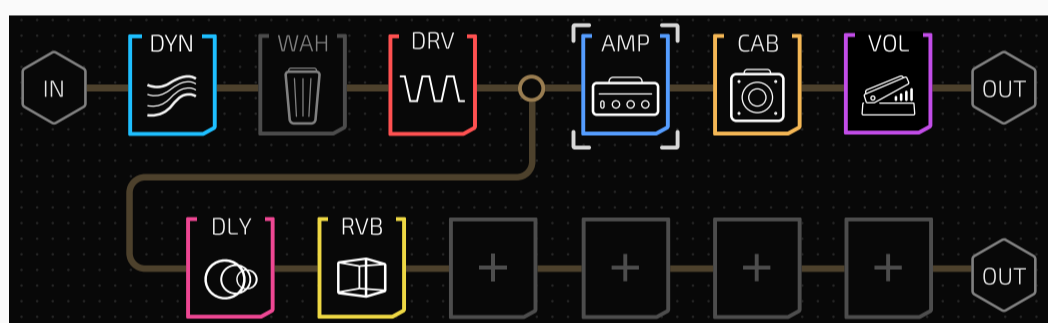 IN DYN WAH DRV AMP CAB VOL OUT
DLY RVB + + + + OUT